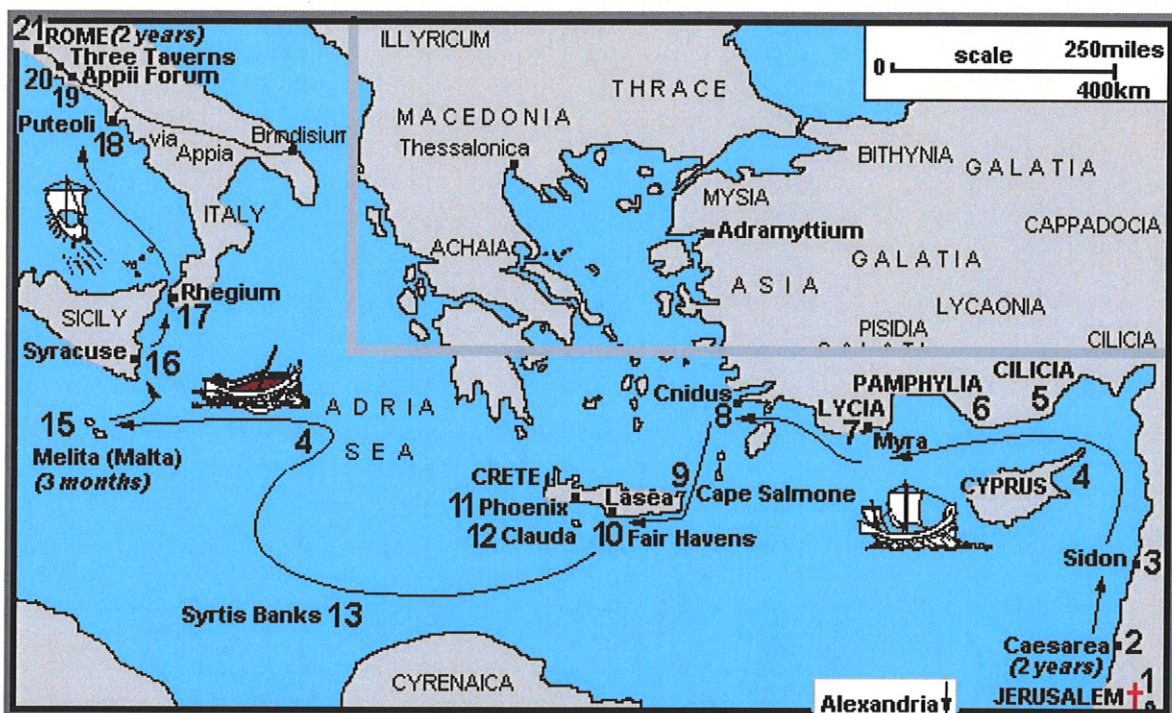 21 ROME (2 years)
Three Taverns
20 Appii Forum
19
Puteoli 18
via
Appia
Brindisium
ITALY
Rhegium
17
SICILY
Syracuse 16
15
Melita (Malta)
(3 months)
ILLYRICUM
THRACE
MACEDONIA
Thessalonica
ACHAIA
scale 250miles
0
400km
BITHYNIA
GALATIA
MYSIA
CAPPADOCIA
Adramyttium
GALATIA
ASIA
LYCAONIA
PISIDIA
CILICIA
ADRIA
4
SEA
Cnidus
8
PAMPHYLIA
CILICIA
6 5
LYCIA
7 Myra
CRETE
9
Lasēa
Cape Salmone
11 Phoenix
12 Clauda
10 Fair Havens
CYPRUS 4
Sidon 3
Syrtis Banks 13
Caesarea 2
(2 years)
1
JERUSALEM
CYRENAICA
Alexandria